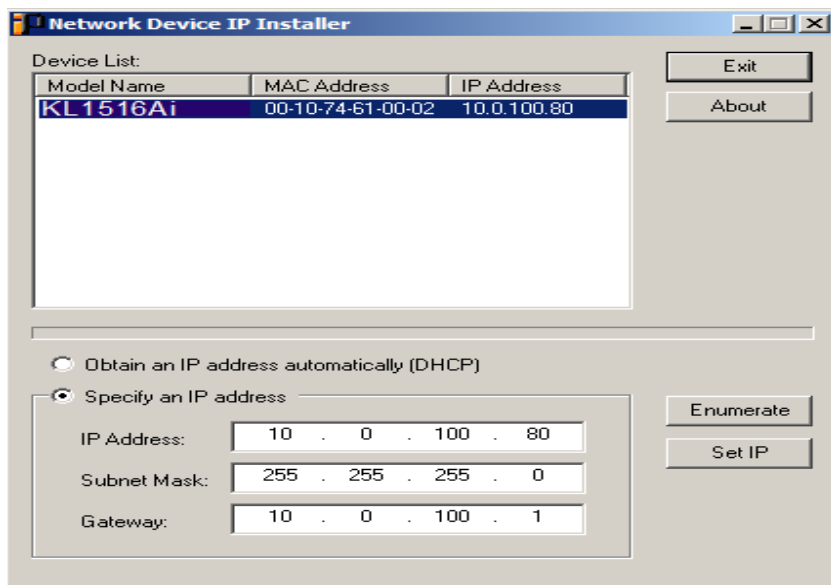 Network Device IP Installer
Device List:
Model Name MAC Address IP Address
KL1516Ai 00-10-74-61-00-02 10.0.100.80
Exit
About
Obtain an IP address automatically (DHCP)
Specify an IP address
IP Address: 10 . 0 . 100 . 80
Subnet Mask: 255 . 255 . 255 . 0
Gateway: 10 . 0 . 100 . 1
Enumerate
Set IP